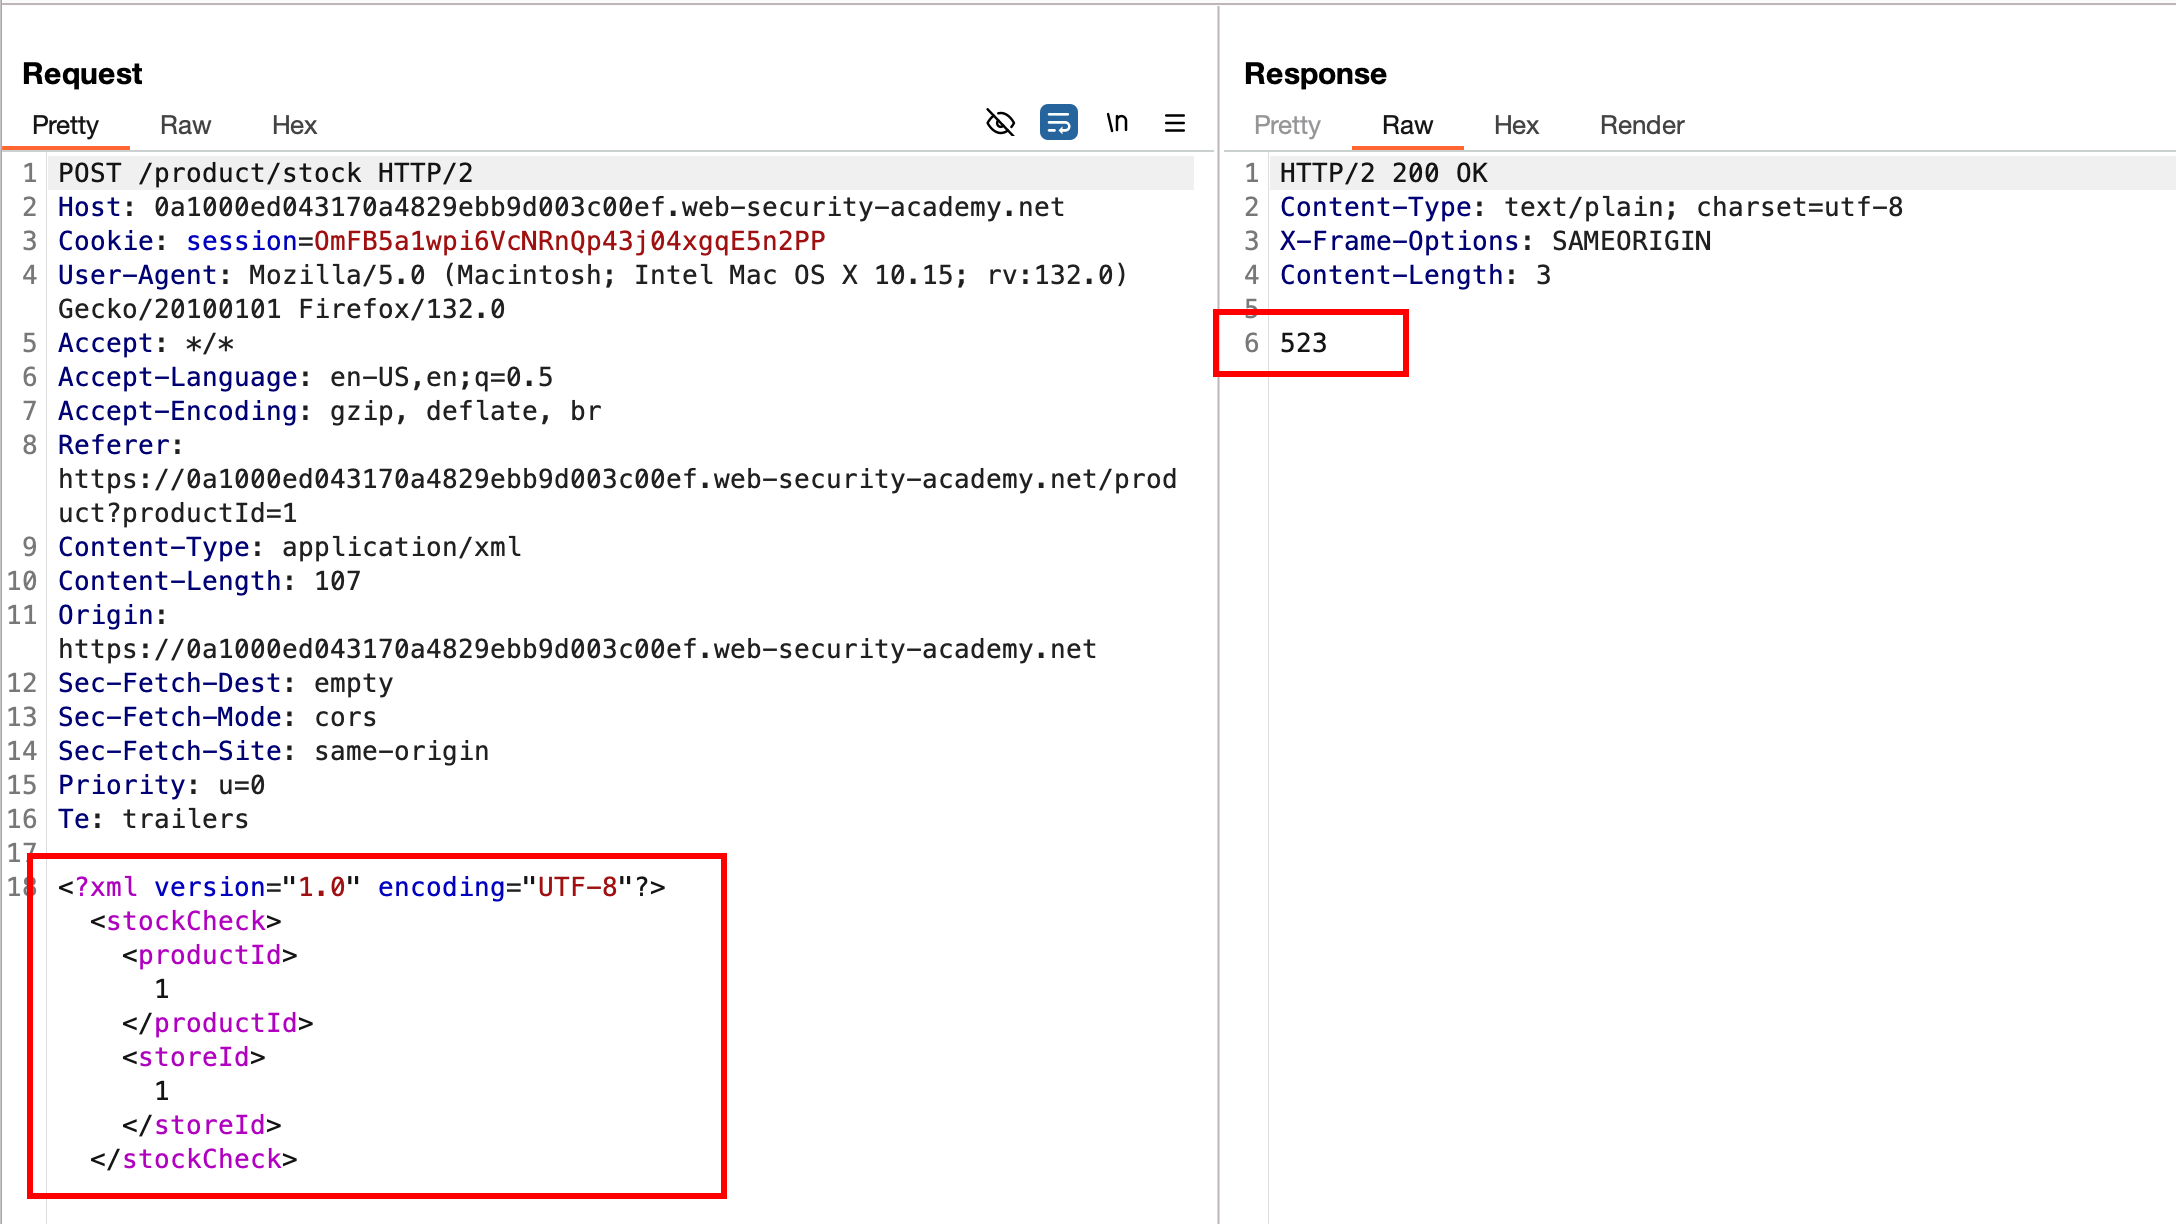 Request
Pretty Raw Hex \n
1 POST /product/stock HTTP/2
2 Host: 0a1000ed043170a4829ebb9d003c00ef.web-security-academy.net
3 Cookie: session=OmFB5a1wpi6VcNRnQp43j04xgqE5n2PP
4 User-Agent: Mozilla/5.0 (Macintosh; Intel Mac OS X 10.15; rv:132.0)
Gecko/20100101 Firefox/132.0
5 Accept: */*
6 Accept-Language: en-US,en;q=0.5
7 Accept-Encoding: gzip, deflate, br
8 Referer:
https://0a1000ed043170a4829ebb9d003c00ef.web-security-academy.net/prod
uct?productId=1
9 Content-Type: application/xml
10 Content-Length: 107
11 Origin:
https://0a1000ed043170a4829ebb9d003c00ef.web-security-academy.net
12 Sec-Fetch-Dest: empty
13 Sec-Fetch-Mode: cors
14 Sec-Fetch-Site: same-origin
15 Priority: u=0
16 Te: trailers
17
18 <?xml version="1.0" encoding="UTF-8"?>
<stockCheck>
<productId>
1
</productId>
<storeId>
1
</storeId>
</stockCheck>
Response
Pretty Raw Hex Render
1 HTTP/2 200 OK
2 Content-Type: text/plain; charset=utf-8
3 X-Frame-Options: SAMEORIGIN
4 Content-Length: 3
5
6 523